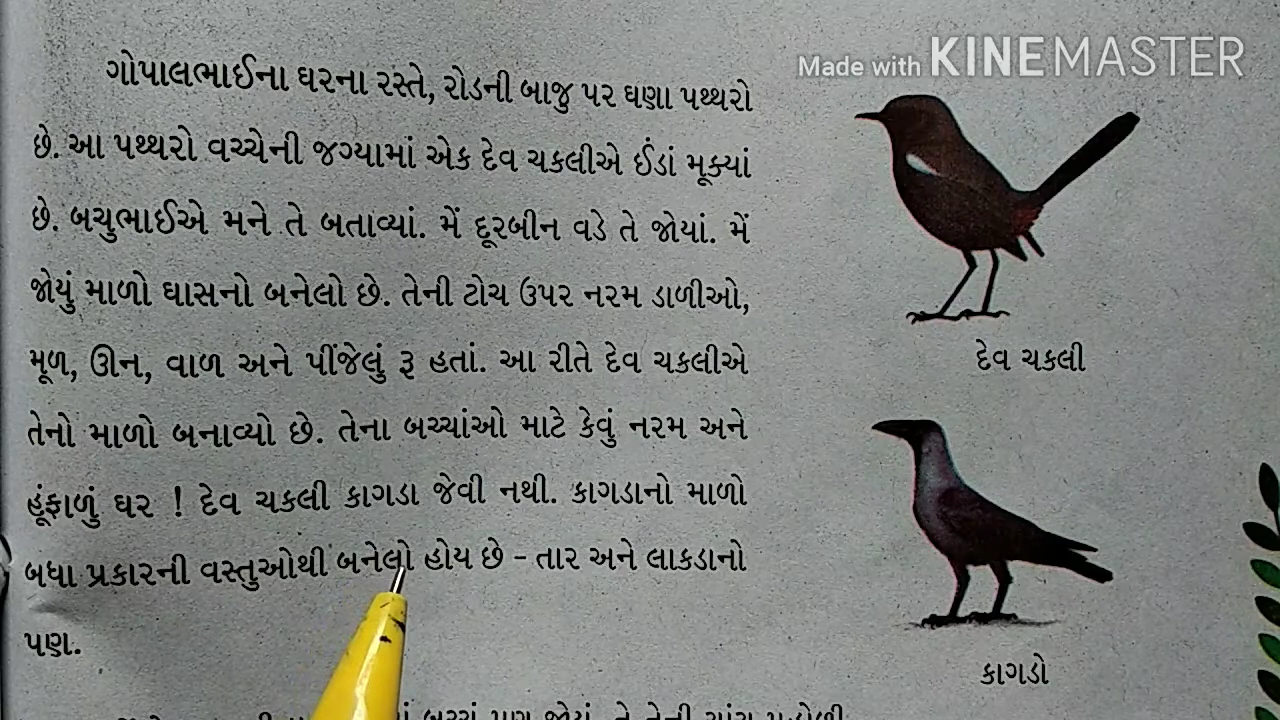 Made with KINEMASTER
ગોપાલભાઈના ઘરના રસ્તે, રોડની બાજુ પર ઘણા પથ્થરો
છે. આ પથ્થરો વચ્ચેની જગ્યામાં એક દેવ ચકલીએ ઈંડાં મૂક્યાં
છે. બચુભાઈએ મને તે બતાવ્યાં. મેં દૂરબીન વડે તે જોયાં. મેં
જોયું માળો ઘાસનો બનેલો છે. તેની ટોચ ઉપર નરમ ડાળીઓ,
મૂળ, ઊન, વાળ અને પીંજેલું રૂ હતાં. આ રીતે દેવ ચકલીએ
તેનો માળો બનાવ્યો છે. તેના બચ્ચાંઓ માટે કેવું નરમ અને
હૂંફાળું ઘર ! દેવ ચકલી કાગડા જેવી નથી. કાગડાનો માળો
બધા પ્રકારની વસ્તુઓથી બનેલો હોય છે – તાર અને લાકડાનો
પણ.
દેવ ચકલી
કાગડો
બચ્ચાં પણ જોયાં.